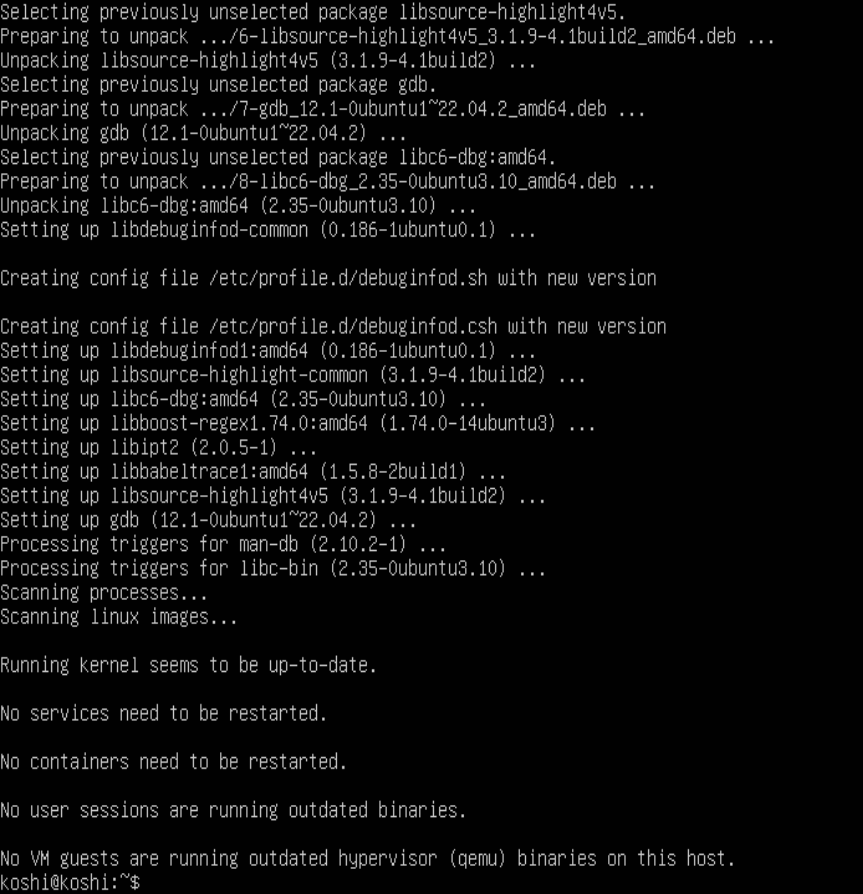 Selecting previously unselected package libsource-highlight4v5.
Preparing to unpack .../6-libsource-highlight4v5_3.1.9-4.1build2_amd64.deb ...
Unpacking libsource-highlight4v5 (3.1.9-4.1build2) ...
Selecting previously unselected package gdb.
Preparing to unpack .../7-gdb_12.1-0ubuntu1~22.04.2_amd64.deb ...
Unpacking gdb (12.1-0ubuntu1~22.04.2) ...
Selecting previously unselected package libc6-dbg:amd64.
Preparing to unpack .../8-libc6-dbg_2.35-0ubuntu3.10_amd64.deb ...
Unpacking libc6-dbg:amd64 (2.35-0ubuntu3.10) ...
Setting up libdebuginfod-common (0.186-1ubuntu0.1) ...
Creating config file /etc/profile.d/debuginfod.sh with new version
Creating config file /etc/profile.d/debuginfod.csh with new version
Setting up libdebuginfod1:amd64 (0.186-1ubuntu0.1) ...
Setting up libsource-highlight-common (3.1.9-4.1build2) ...
Setting up libc6-dbg:amd64 (2.35-0ubuntu3.10) ...
Setting up libboost-regex1.74.0:amd64 (1.74.0-14ubuntu3) ...
Setting up libipt2 (2.0.5-1) ...
Setting up libbabeltrace1:amd64 (1.5.8-2build1) ...
Setting up libsource-highlight4v5 (3.1.9-4.1build2) ...
Setting up gdb (12.1-0ubuntu1~22.04.2) ...
Processing triggers for man-db (2.10.2-1) ...
Processing triggers for libc-bin (2.35-0ubuntu3.10) ...
Scanning processes...
Scanning linux images...
Running kernel seems to be up-to-date.
No services need to be restarted.
No containers need to be restarted.
No user sessions are running outdated binaries.
No VM guests are running outdated hypervisor (qemu) binaries on this host.
koshi@koshi:~$